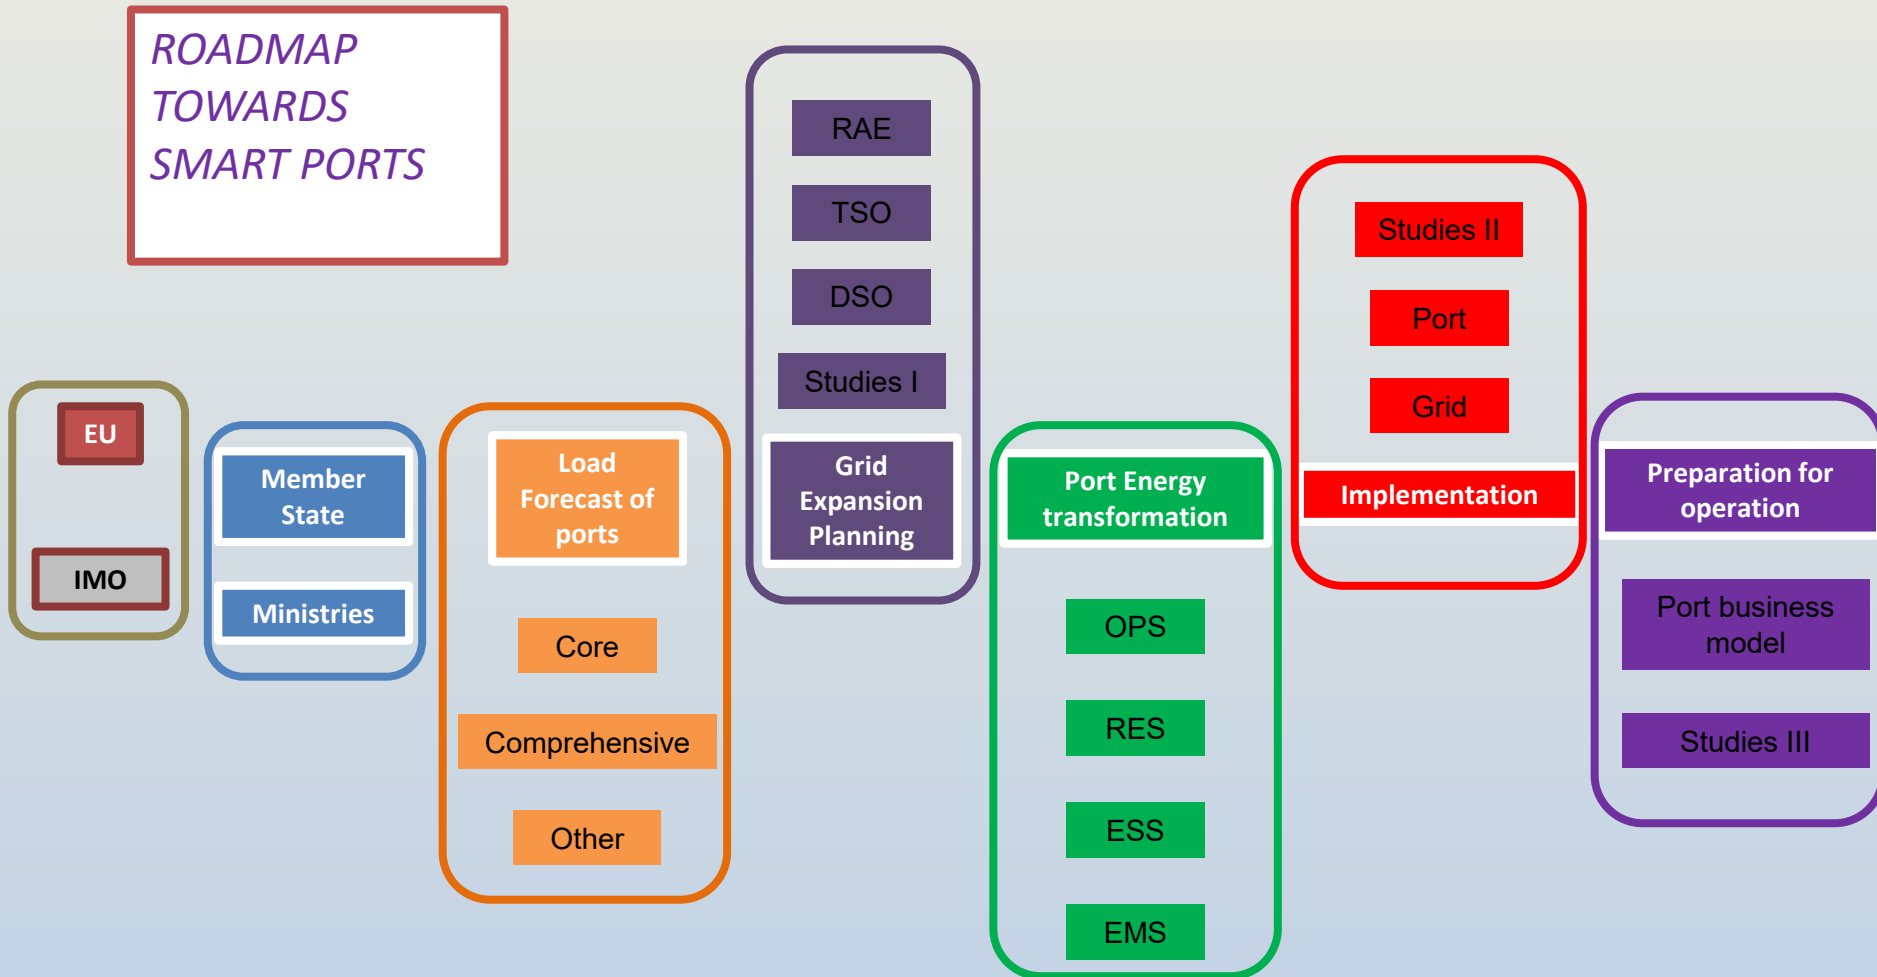 ROADMAP
TOWARDS
SMART PORTS
EU
IMO
Member
State
Ministries
Load
Forecast of
ports
Core
Comprehensive
Other
RAE
TSO
DSO
Studies I
Grid
Expansion
Planning
Port Energy
transformation
OPS
RES
ESS
EMS
Studies II
Port
Grid
Implementation
Preparation for
operation
Port business
model
Studies III